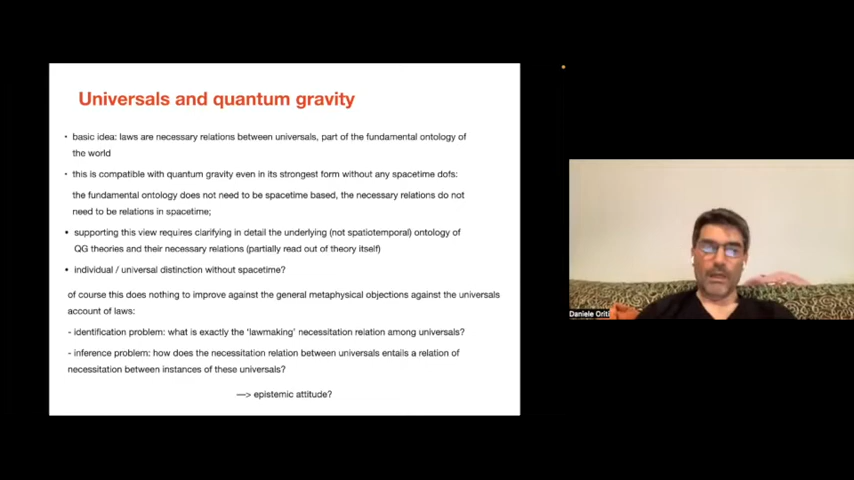 Universals and quantum gravity
• basic idea: laws are necessary relations between universals, part of the fundamental ontology of
the world
• this is compatible with quantum gravity even in its strongest form without any spacetime dofs:
the fundamental ontology does not need to be spacetime based, the necessary relations do not
need to be relations in spacetime;
• supporting this view requires clarifying in detail the underlying (not spatiotemporal) ontology of
QG theories and their necessary relations (partially read out of theory itself)
• individual / universal distinction without spacetime?
of course this does nothing to improve against the general metaphysical objections against the universals
account of laws:
- identification problem: what is exactly the 'lawmaking' necessitation relation among universals?
- inference problem: how does the necessitation relation between universals entails a relation of
necessitation between instances of these universals?
—> epistemic attitude?
Daniele Oriti